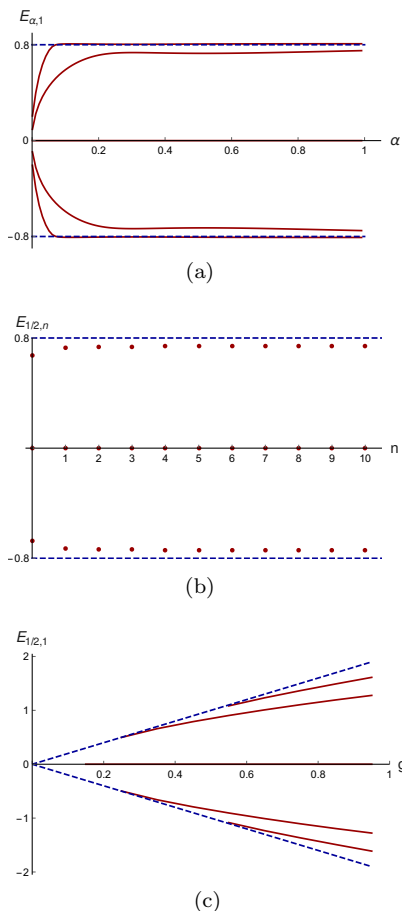 E_{α,1}
0.8
0
0.2 0.4 0.6 0.8 1 α
−0.8
(a)
E_{1/2,n}
0.8
1 2 3 4 5 6 7 8 9 10 n
−0.8
(b)
E_{1/2,1}
2
1
0
0.2 0.4 0.6 0.8 1 g
−1
−2
(c)